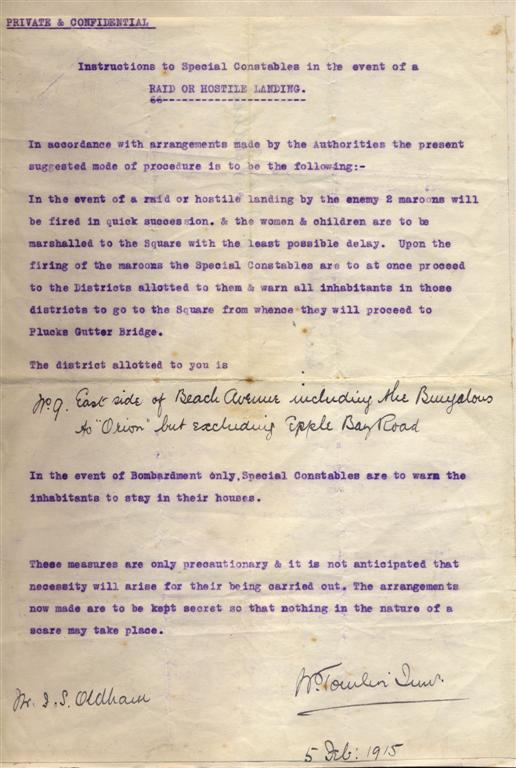 PRIVATE & CONFIDENTIAL
Instructions to Special Constables in the event of a
RAID OR HOSTILE LANDING.
In accordance with arrangements made by the Authorities the present
suggested mode of procedure is to be the following:-
In the event of a raid or hostile landing by the enemy 2 maroons will
be fired in quick succession. & the women & children are to be
marshalled to the Square with the least possible delay. Upon the
firing of the maroons the Special Constables are to at once proceed
to the Districts allotted to them & warn all inhabitants in those
districts to go to the Square from whence they will proceed to
Plucks Gutter Bridge.
The district allotted to you is
No 9. East side of Beach Avenue including the Bungalows
to "Orion" but excluding Epple Bay Road
In the event of Bombardment only, Special Constables are to warn the
inhabitants to stay in their houses.
These measures are only precautionary & it is not anticipated that
necessity will arise for their being carried out. The arrangements
now made are to be kept secret so that nothing in the nature of a
scare may take place.
Wm Tomlin
Mr. J. S. Oldham
5 Feb: 1915